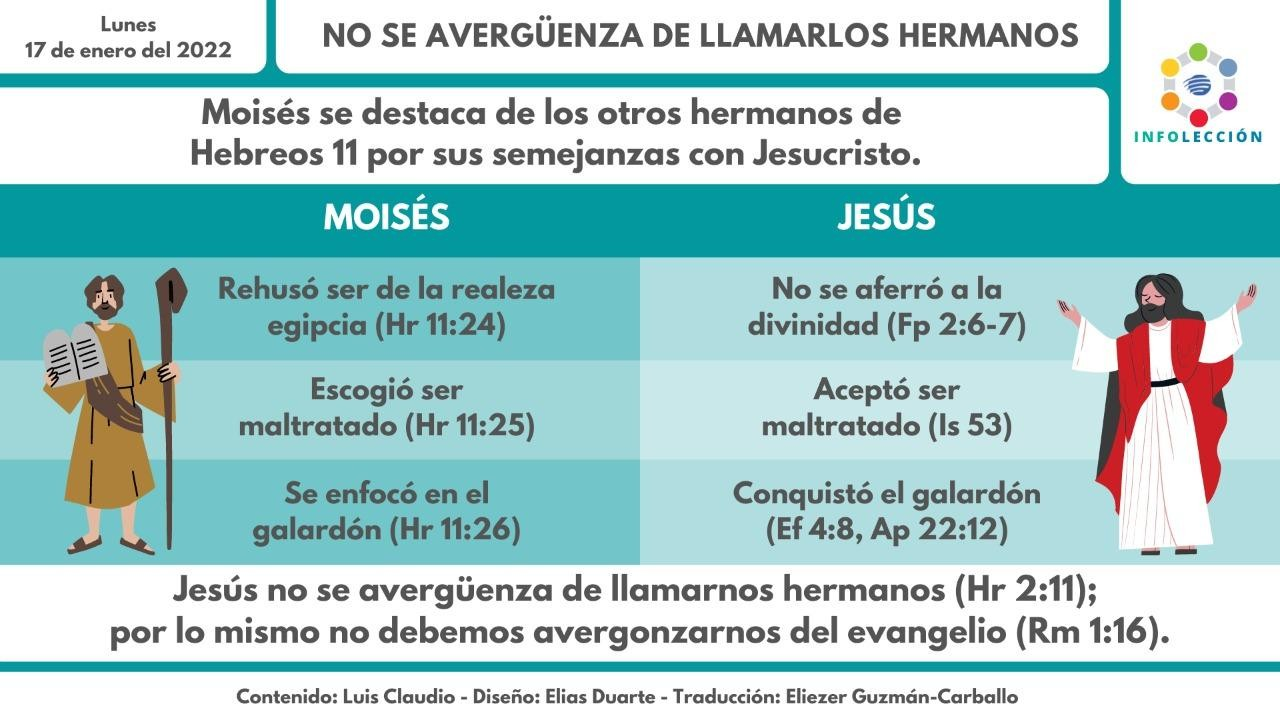 Lunes
17 de enero del 2022
NO SE AVERGÜENZA DE LLAMARLOS HERMANOS
INFOLECCIÓN
Moisés se destaca de los otros hermanos de
Hebreos 11 por sus semejanzas con Jesucristo.
MOISÉS
JESÚS
Rehusó ser de la realeza
egipcia (Hr 11:24)
No se aferró a la
divinidad (Fp 2:6-7)
Escogió ser
maltratado (Hr 11:25)
Aceptó ser
maltratado (Is 53)
Se enfocó en el
galardón (Hr 11:26)
Conquistó el galardón
(Ef 4:8, Ap 22:12)
Jesús no se avergüenza de llamarnos hermanos (Hr 2:11);
por lo mismo no debemos avergonzarnos del evangelio (Rm 1:16).
Contenido: Luis Claudio - Diseño: Elias Duarte - Traducción: Eliezer Guzmán-Carballo